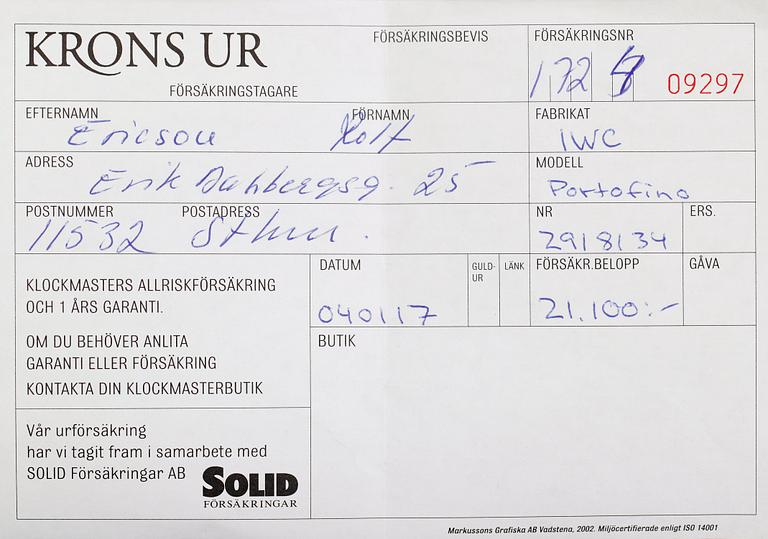 KRONS UR
FÖRSÄKRINGSBEVIS
FÖRSÄKRINGSTAGARE
FÖRSÄKRINGSNR
172 8 09297
EFTERNAMN FÖRNAMN
Ericson Rolf
FABRIKAT
IWC
ADRESS
Erik Dahlbergsg. 25
MODELL
Portofino
POSTNUMMER POSTADRESS
11532 Sthlm.
NR ERS.
2918134
DATUM GULD-UR LÄNK FÖRSÄKR.BELOPP GÅVA
040117 21.100:-
KLOCKMASTERS ALLRISKFÖRSÄKRING
OCH 1 ÅRS GARANTI.
OM DU BEHÖVER ANLITA
GARANTI ELLER FÖRSÄKRING
KONTAKTA DIN KLOCKMASTERBUTIK
BUTIK
Vår urförsäkring
har vi tagit fram i samarbete med
SOLID Försäkringar AB
SOLID
FÖRSÄKRINGAR
Markussons Grafiska AB Vadstena, 2002. Miljöcertifierade enligt ISO 14001